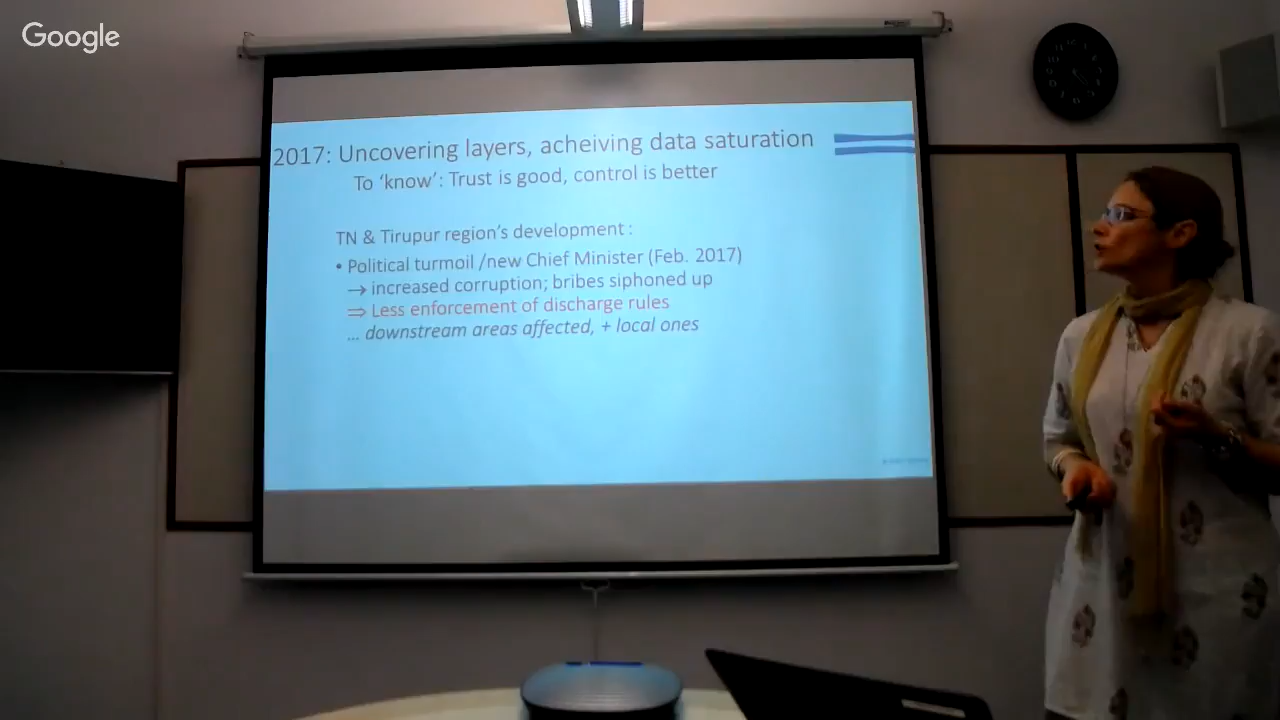 Google
2017: Uncovering layers, acheiving data saturation
To ‘know’: Trust is good, control is better
TN & Tirupur region’s development :
• Political turmoil /new Chief Minister (Feb. 2017)
→ increased corruption; bribes siphoned up
⇒ Less enforcement of discharge rules
... downstream areas affected, + local ones